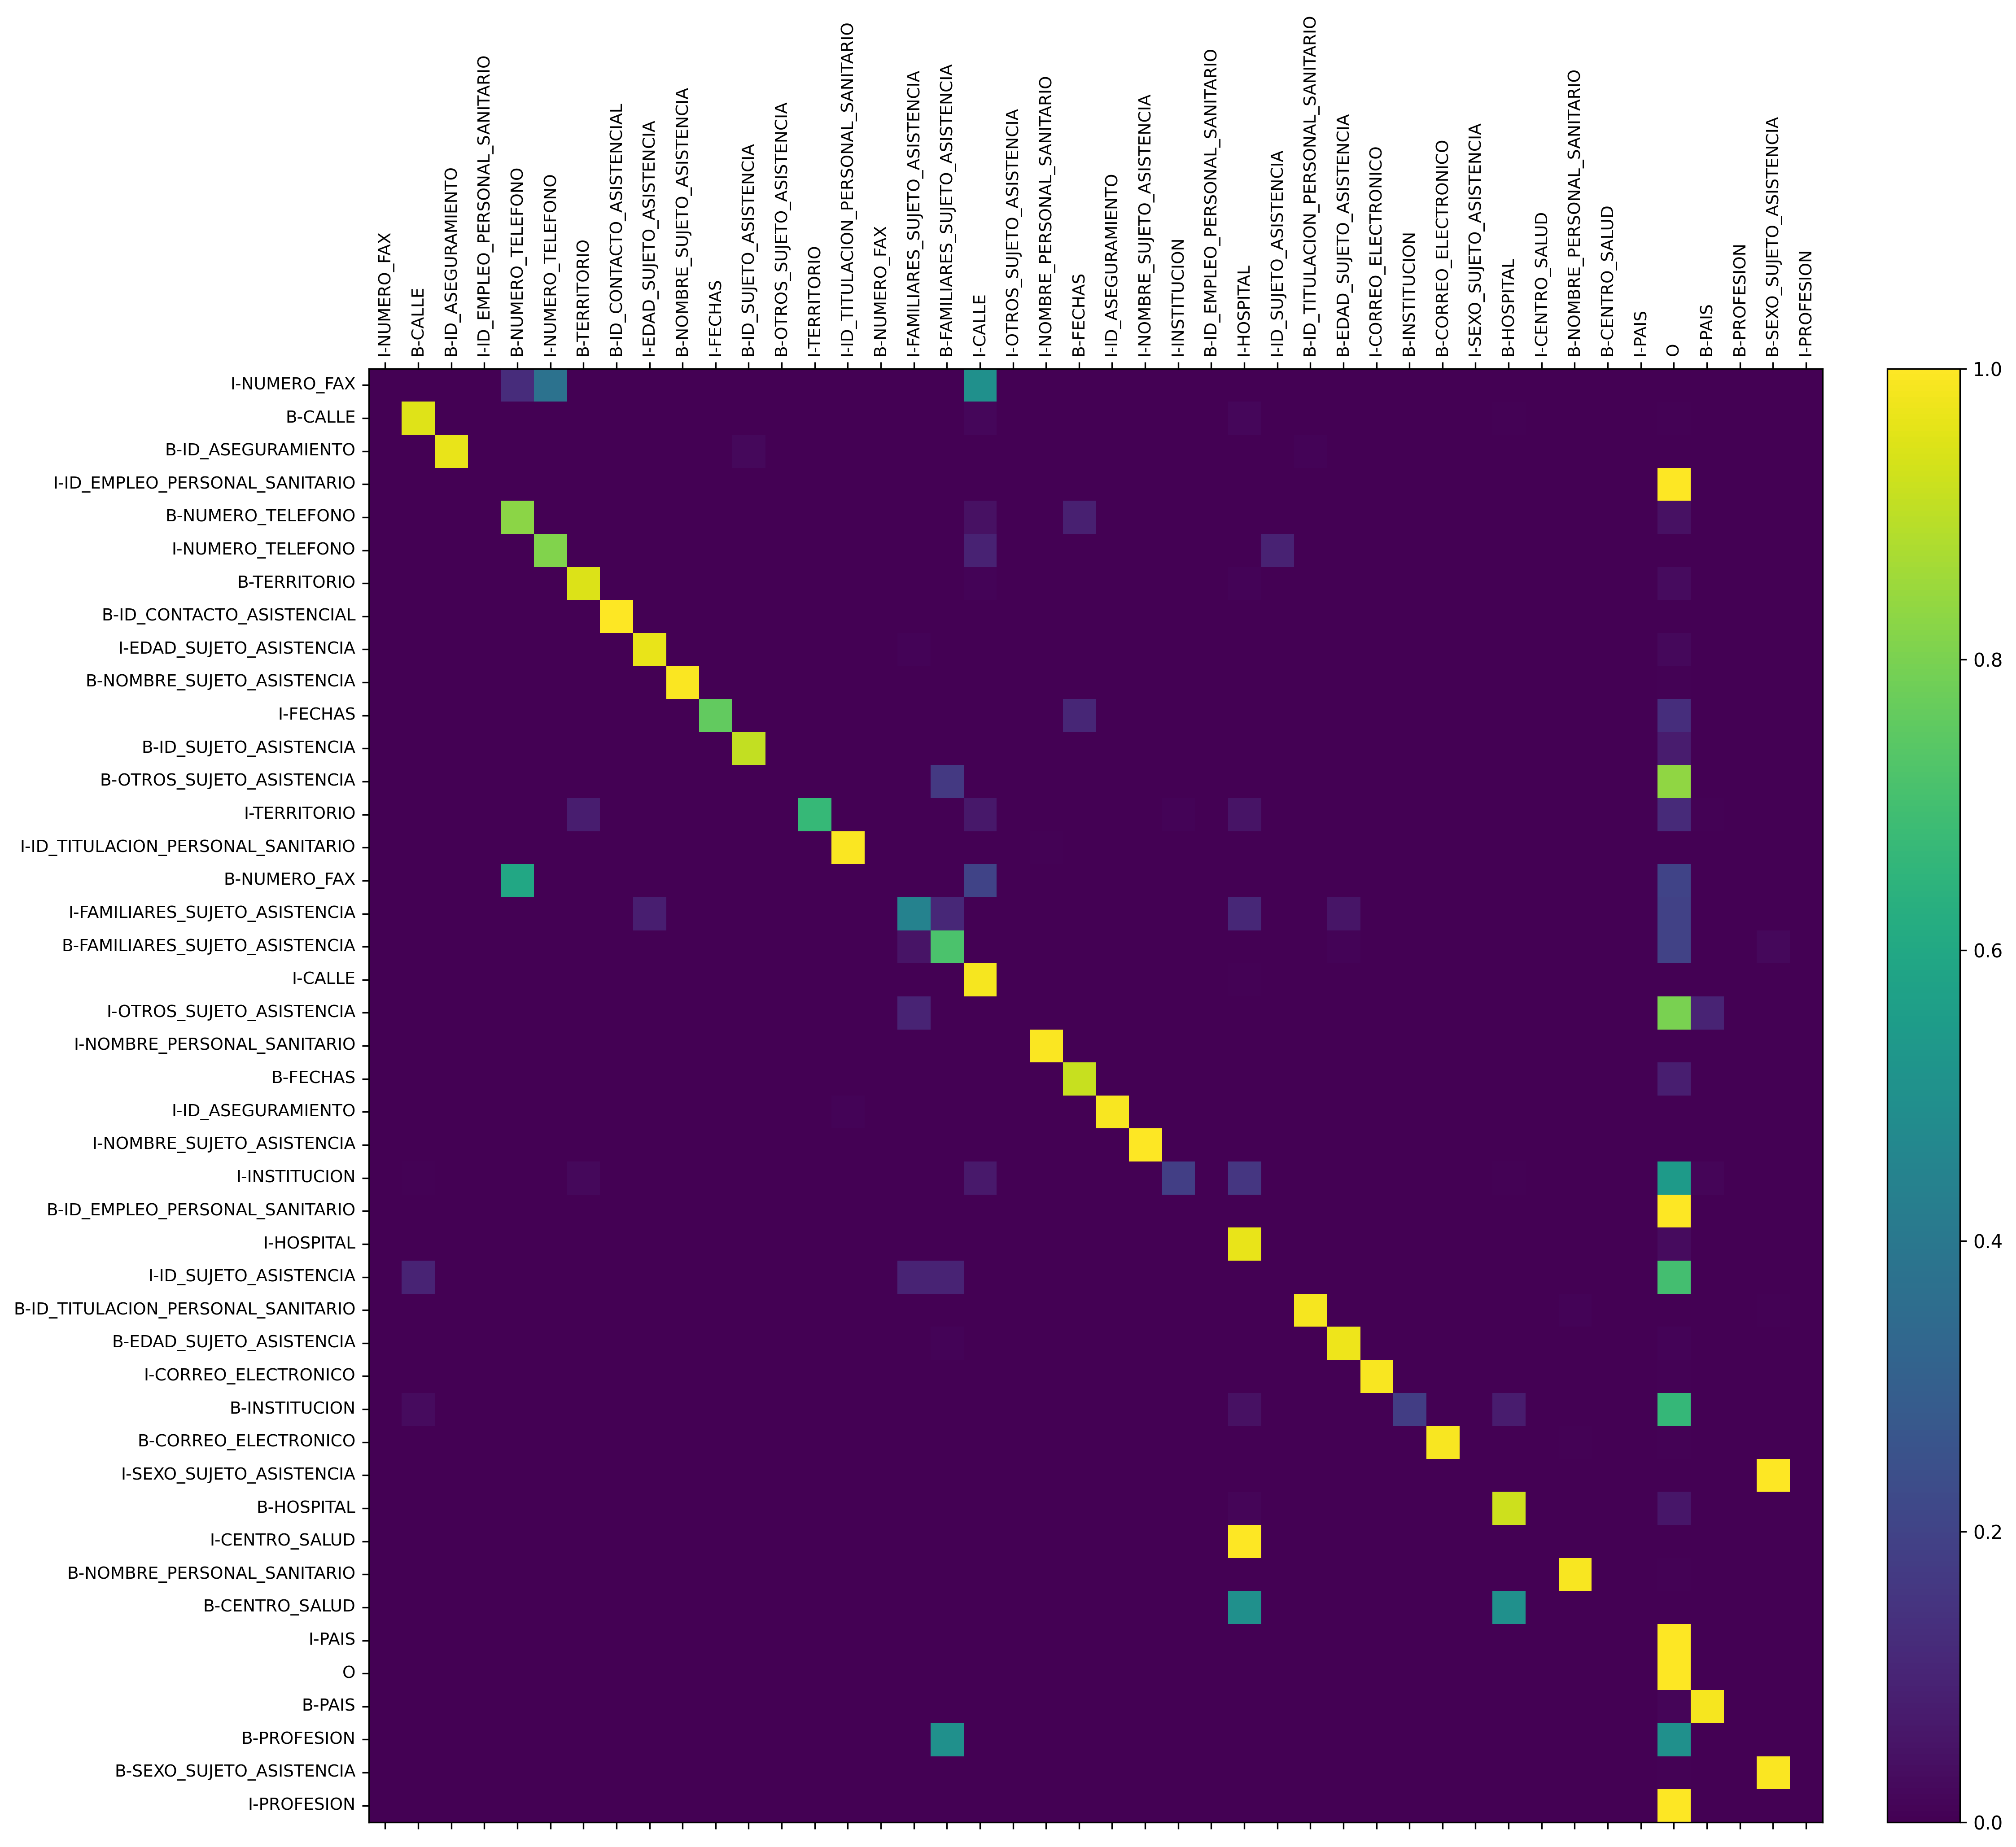 I-NUMERO_FAX
B-CALLE
B-ID_ASEGURAMIENTO
I-ID_EMPLEO_PERSONAL_SANITARIO
B-NUMERO_TELEFONO
I-NUMERO_TELEFONO
B-TERRITORIO
B-ID_CONTACTO_ASISTENCIAL
I-EDAD_SUJETO_ASISTENCIA
B-NOMBRE_SUJETO_ASISTENCIA
I-FECHAS
B-ID_SUJETO_ASISTENCIA
B-OTROS_SUJETO_ASISTENCIA
I-TERRITORIO
I-ID_TITULACION_PERSONAL_SANITARIO
B-NUMERO_FAX
I-FAMILIARES_SUJETO_ASISTENCIA
B-FAMILIARES_SUJETO_ASISTENCIA
I-CALLE
I-OTROS_SUJETO_ASISTENCIA
I-NOMBRE_PERSONAL_SANITARIO
B-FECHAS
I-ID_ASEGURAMIENTO
I-NOMBRE_SUJETO_ASISTENCIA
I-INSTITUCION
B-ID_EMPLEO_PERSONAL_SANITARIO
I-HOSPITAL
I-ID_SUJETO_ASISTENCIA
B-ID_TITULACION_PERSONAL_SANITARIO
B-EDAD_SUJETO_ASISTENCIA
I-CORREO_ELECTRONICO
B-INSTITUCION
B-CORREO_ELECTRONICO
I-SEXO_SUJETO_ASISTENCIA
B-HOSPITAL
I-CENTRO_SALUD
B-NOMBRE_PERSONAL_SANITARIO
B-CENTRO_SALUD
I-PAIS
O
B-PAIS
B-PROFESION
B-SEXO_SUJETO_ASISTENCIA
I-PROFESION
I-NUMERO_FAX
B-CALLE
B-ID_ASEGURAMIENTO
I-ID_EMPLEO_PERSONAL_SANITARIO
B-NUMERO_TELEFONO
I-NUMERO_TELEFONO
B-TERRITORIO
B-ID_CONTACTO_ASISTENCIAL
I-EDAD_SUJETO_ASISTENCIA
B-NOMBRE_SUJETO_ASISTENCIA
I-FECHAS
B-ID_SUJETO_ASISTENCIA
B-OTROS_SUJETO_ASISTENCIA
I-TERRITORIO
I-ID_TITULACION_PERSONAL_SANITARIO
B-NUMERO_FAX
I-FAMILIARES_SUJETO_ASISTENCIA
B-FAMILIARES_SUJETO_ASISTENCIA
I-CALLE
I-OTROS_SUJETO_ASISTENCIA
I-NOMBRE_PERSONAL_SANITARIO
B-FECHAS
I-ID_ASEGURAMIENTO
I-NOMBRE_SUJETO_ASISTENCIA
I-INSTITUCION
B-ID_EMPLEO_PERSONAL_SANITARIO
I-HOSPITAL
I-ID_SUJETO_ASISTENCIA
B-ID_TITULACION_PERSONAL_SANITARIO
B-EDAD_SUJETO_ASISTENCIA
I-CORREO_ELECTRONICO
B-INSTITUCION
B-CORREO_ELECTRONICO
I-SEXO_SUJETO_ASISTENCIA
B-HOSPITAL
I-CENTRO_SALUD
B-NOMBRE_PERSONAL_SANITARIO
B-CENTRO_SALUD
I-PAIS
O
B-PAIS
B-PROFESION
B-SEXO_SUJETO_ASISTENCIA
I-PROFESION
1.0
0.8
0.6
0.4
0.2
0.0